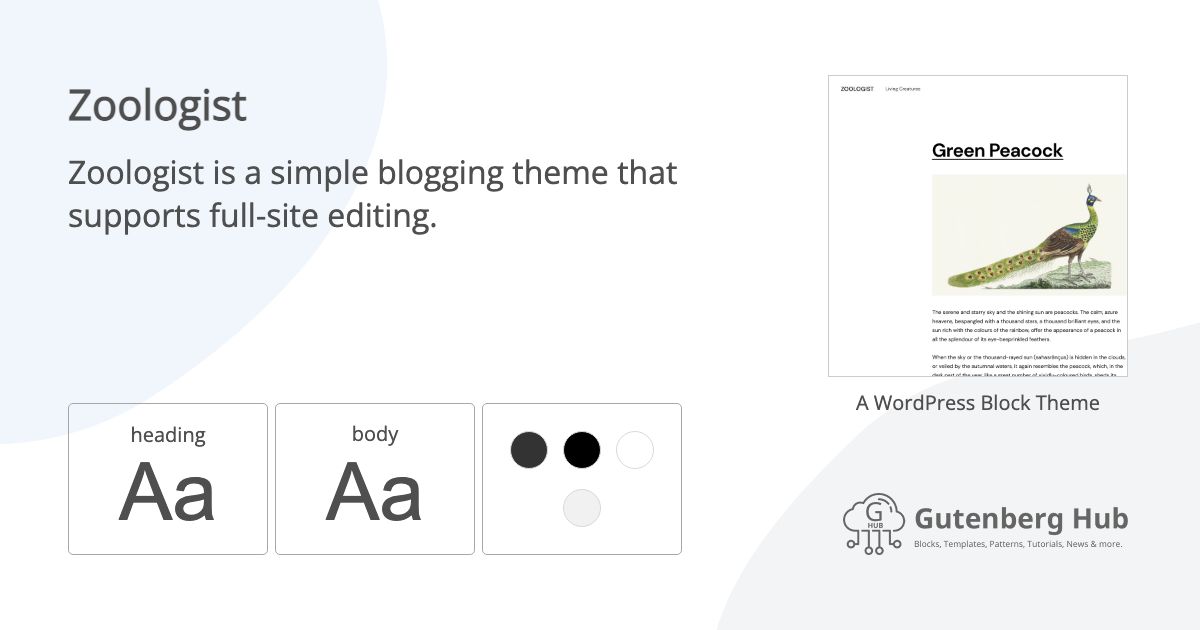 Zoologist
Zoologist is a simple blogging theme that
supports full-site editing.
heading
Aa
body
Aa
ZOOLOGIST Living Creatures
Green Peacock
The serene and starry sky and the shining sun are peacocks. The calm, azure
heavens, bespangled with a thousand stars, a thousand brilliant eyes, and the
sun rich with the colours of the rainbow, offer the appearance of a peacock in
all the splendour of its eye-besprinkled feathers.
When the sky or the thousand-rayed sun (sahasrânçus) is hidden in the clouds,
or veiled by the autumnal waters, it again resembles the peacock, which, in the
dark part of the year, like a great number of vividly-coloured birds, sheds its
A WordPress Block Theme
G
HUB
Gutenberg Hub
Blocks, Templates, Patterns, Tutorials, News & more.